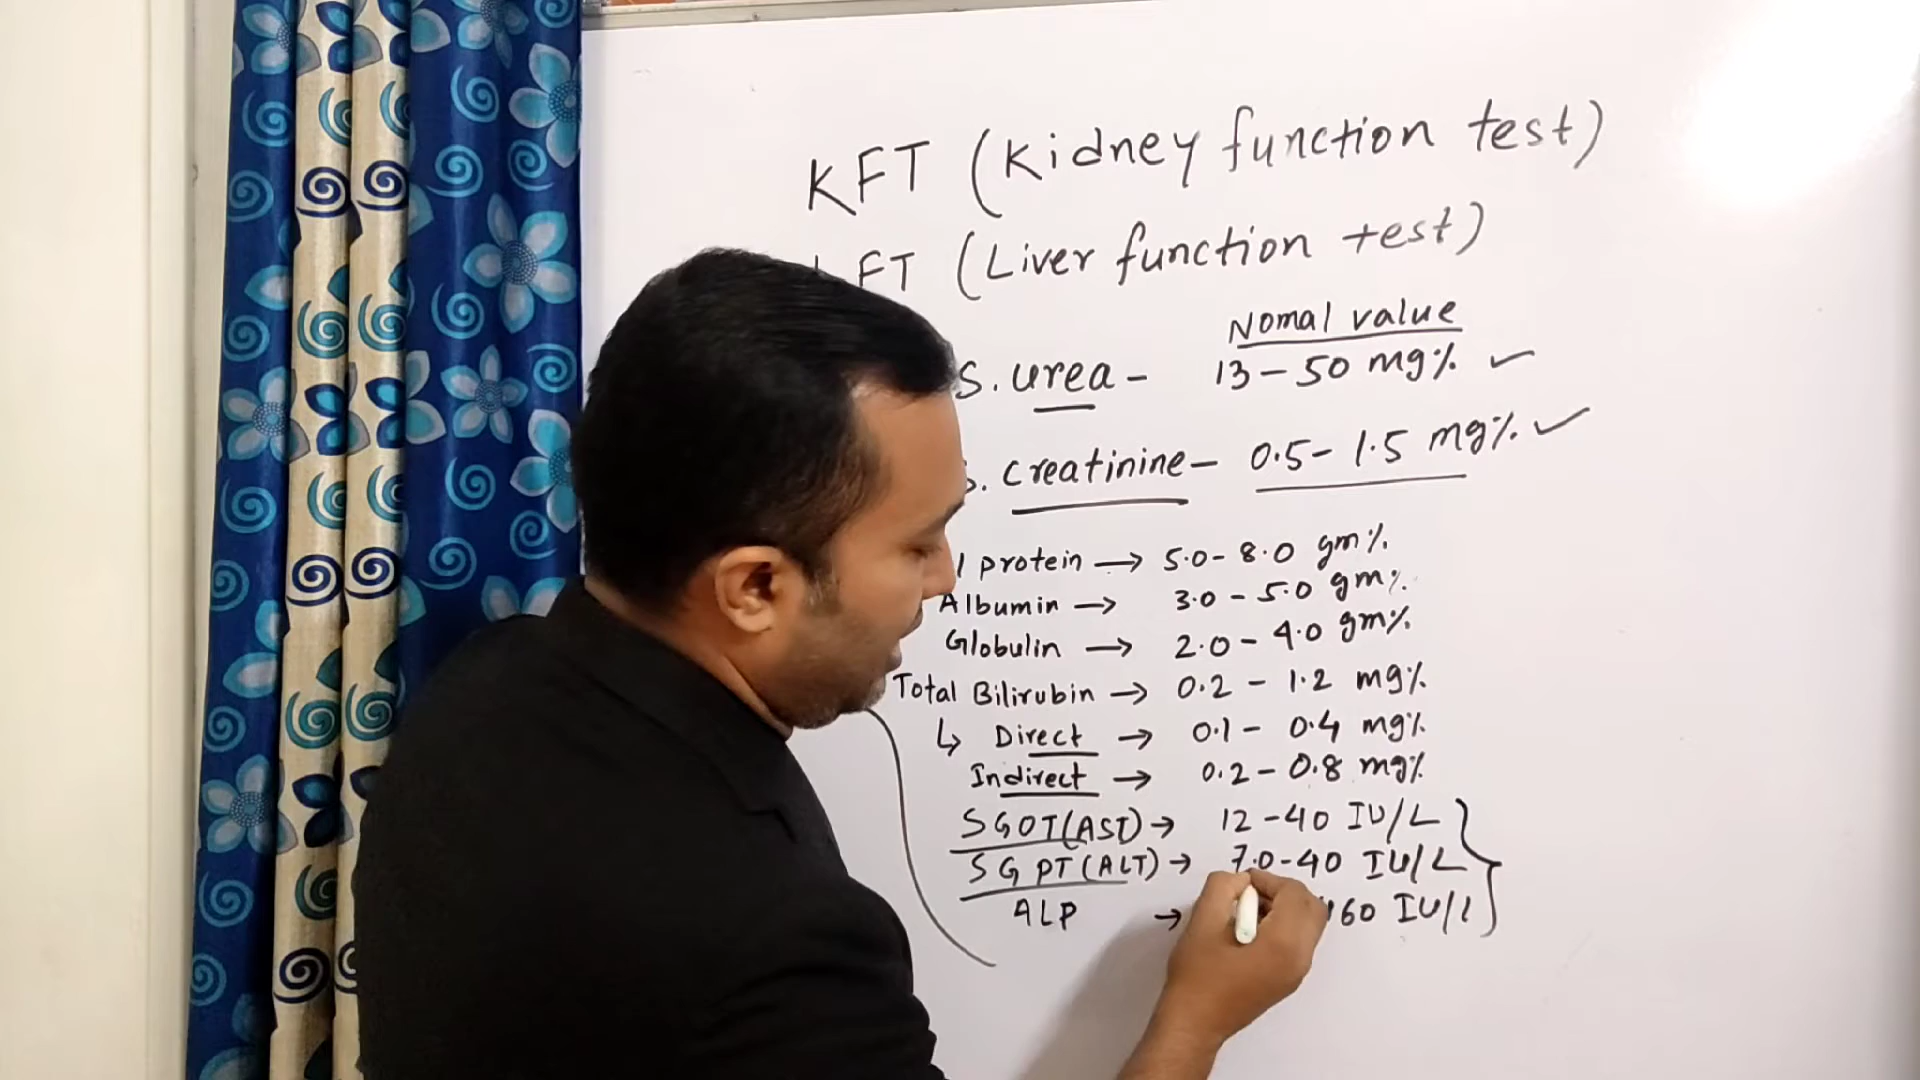 KFT (Kidney function test)
LFT (Liver function test)
Nomal value
S. urea - 13 - 50 mg% ✓
S. creatinine - 0.5 - 1.5 mg% ✓
protein → 5.0 - 8.0 gm%
Albumin → 3.0 - 5.0 gm%
Globulin → 2.0 - 4.0 gm%
Total Bilirubin → 0.2 - 1.2 mg%
↳ Direct → 0.1 - 0.4 mg%
Indirect → 0.2 - 0.8 mg%
SGOT (AST) → 12 - 40 IU/L
SGPT (ALT) → 7.0 - 40 IU/L
ALP → IU/l